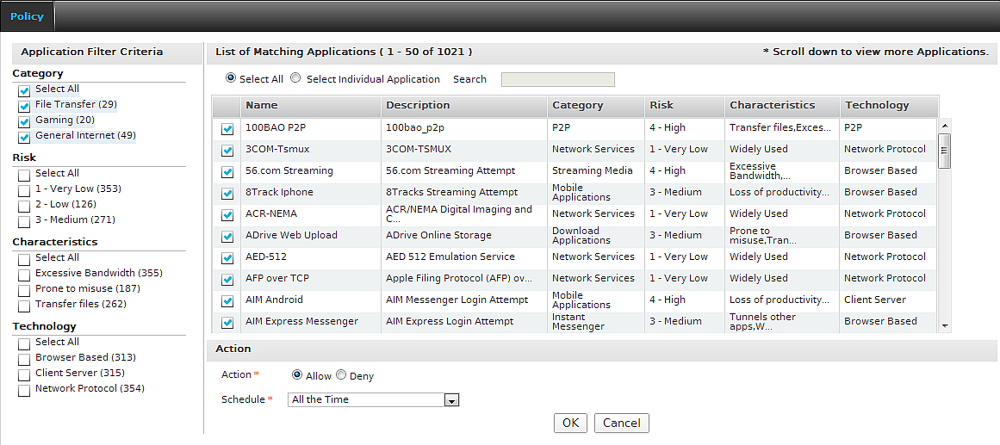 Policy
Application Filter Criteria
Category
Select All
File Transfer (29)
Gaming (20)
General Internet (49)
Risk
Select All
1 - Very Low (353)
2 - Low (126)
3 - Medium (271)
Characteristics
Select All
Excessive Bandwidth (355)
Prone to misuse (187)
Transfer files (262)
Technology
Select All
Browser Based (313)
Client Server (315)
Network Protocol (354)
List of Matching Applications ( 1 - 50 of 1021 ) * Scroll down to view more Applications.
Select All Select Individual Application Search
Name Description Category Risk Characteristics Technology
100BAO P2P 100bao_p2p P2P 4 - High Transfer files,Exces... P2P
3COM-Tsmux 3COM-TSMUX Network Services 1 - Very Low Widely Used Network Protocol
56.com Streaming 56.com Streaming Attempt Streaming Media 4 - High Excessive Bandwidth,... Browser Based
8Track Iphone 8Tracks Streaming Attempt Mobile Applications 3 - Medium Loss of productivity... Browser Based
ACR-NEMA ACR/NEMA Digital Imaging and C... Network Services 1 - Very Low Widely Used Network Protocol
ADrive Web Upload ADrive Online Storage Download Applications 3 - Medium Prone to misuse,Tran... Browser Based
AED-512 AED 512 Emulation Service Network Services 1 - Very Low Widely Used Network Protocol
AFP over TCP Apple Filing Protocol (AFP) ov... Network Services 1 - Very Low Widely Used Network Protocol
AIM Android AIM Messenger Login Attempt Mobile Applications 4 - High Loss of productivity... Client Server
AIM Express Messenger AIM Express Login Attempt Instant Messenger 3 - Medium Tunnels other apps,W... Browser Based
Action
Action * Allow Deny
Schedule * All the Time
OK Cancel